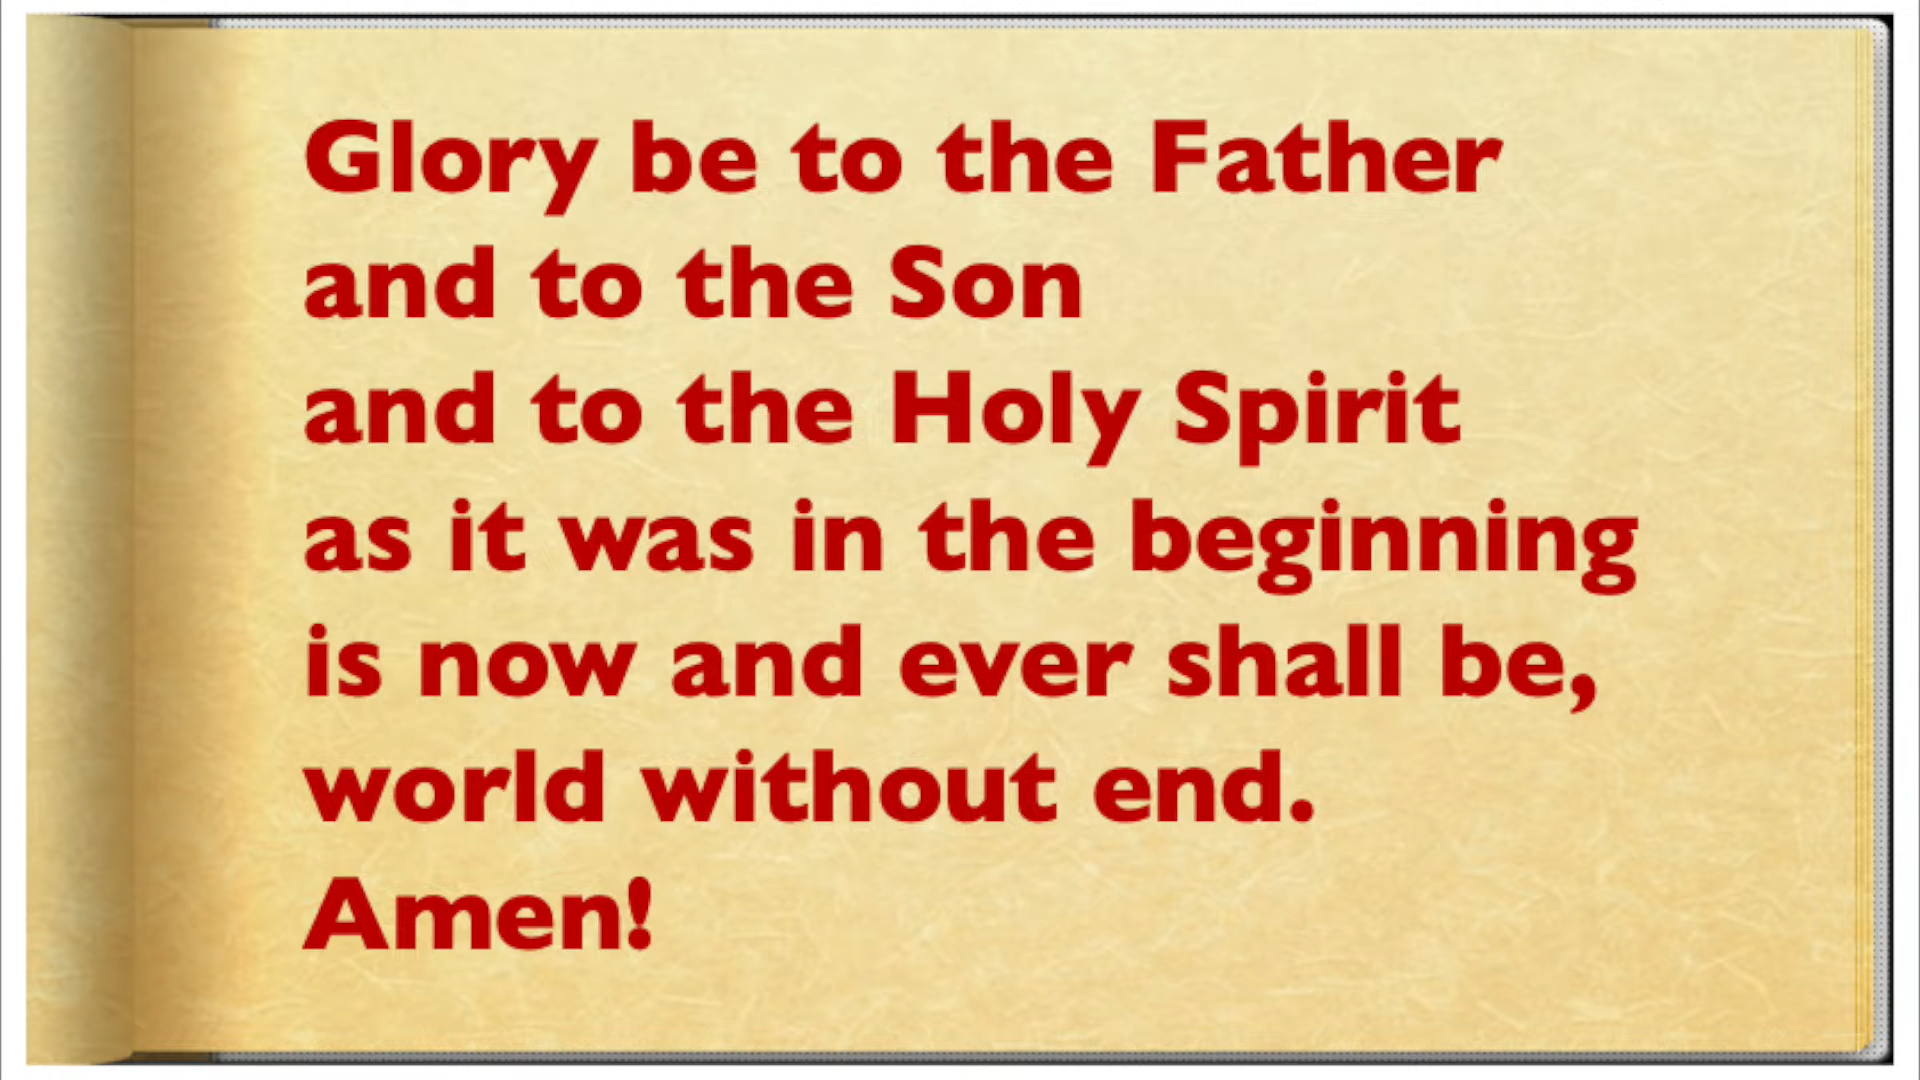 Glory be to the Father
and to the Son
and to the Holy Spirit
as it was in the beginning
is now and ever shall be,
world without end.
Amen!